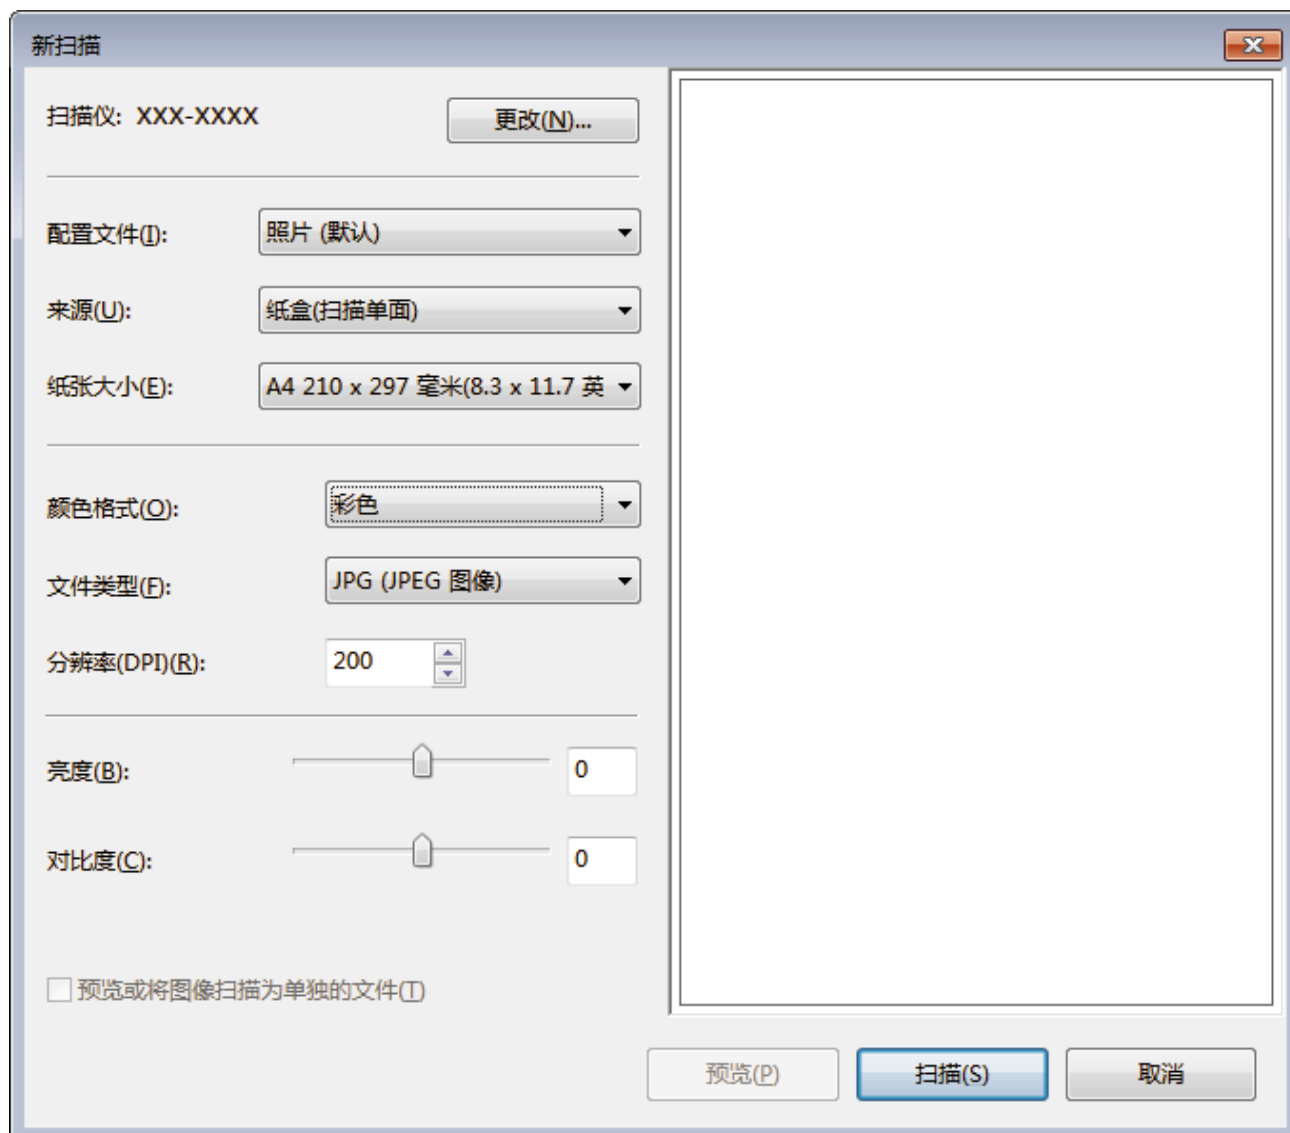 新扫描
扫描仪: XXX-XXXX
更改(N)...
配置文件(I):
照片 (默认)
来源(U):
纸盒(扫描单面)
纸张大小(E):
A4 210 x 297 毫米(8.3 x 11.7 英
颜色格式(O):
彩色
文件类型(F):
JPG (JPEG 图像)
分辨率(DPI)(R):
200
亮度(B):
0
对比度(C):
0
预览或将图像扫描为单独的文件(T)
预览(P)
扫描(S)
取消